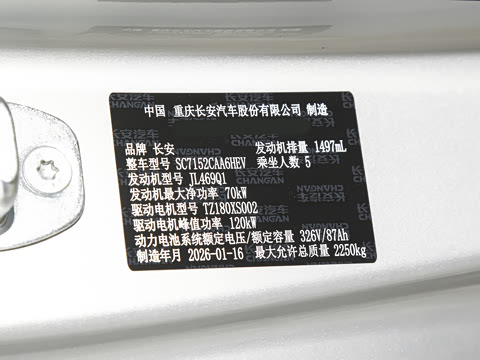 中国 重庆长安汽车股份有限公司 制造
品牌 长安 发动机排量 1497mL
整车型号 SC7152CAA6HEV 乘坐人数 5
发动机型号 JL469Q1
发动机最大净功率 70kW
驱动电机型号 TZ180XS002
驱动电机峰值功率 120kW
动力电池系统额定电压/额定容量 326V/87Ah
制造年月 2026-01-16 最大允许总质量 2250kg